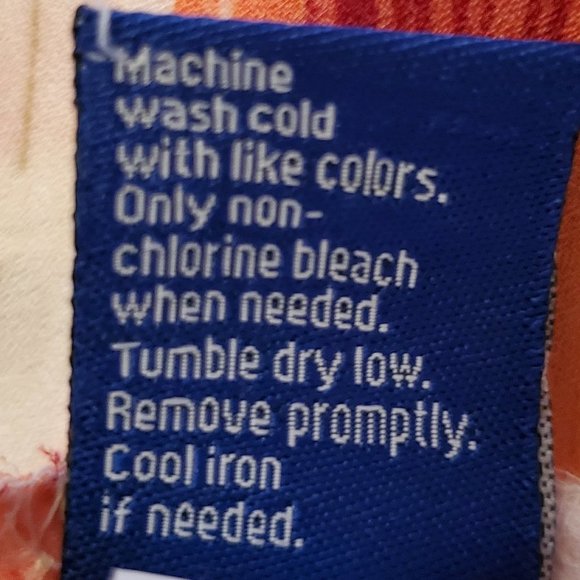 Machine
wash cold
with like colors.
Only non-
chlorine bleach
when needed.
Tumble dry low.
Remove promptly.
Cool iron
if needed.